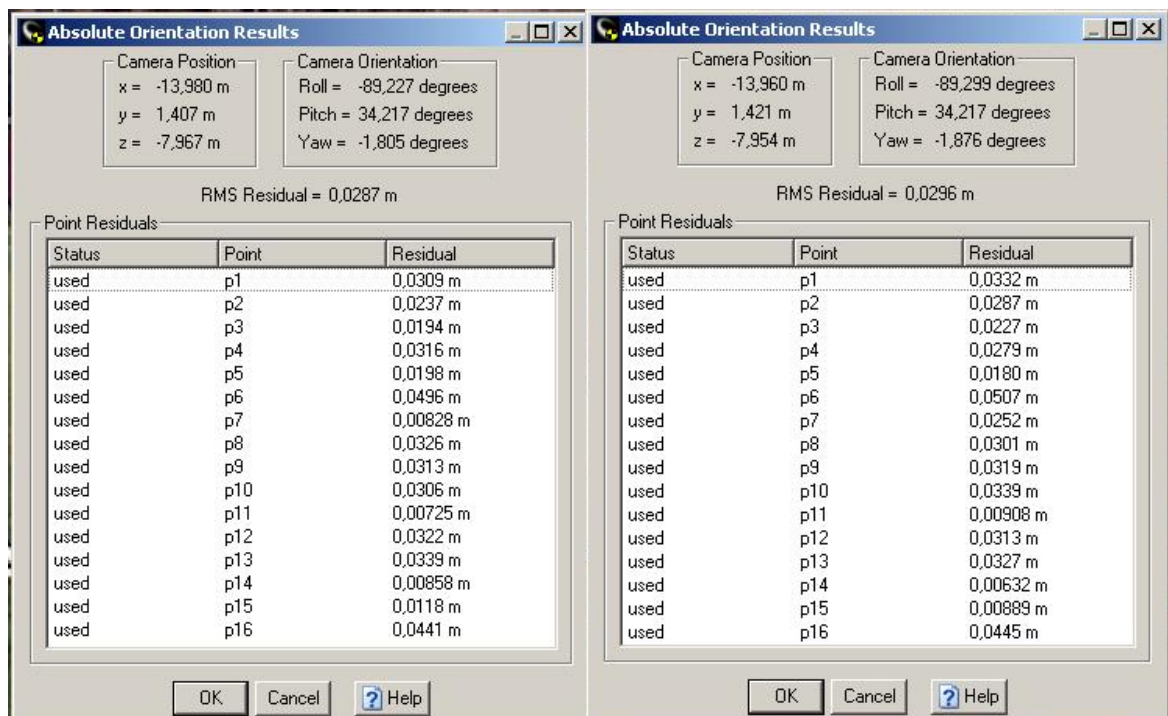 Absolute Orientation Results
Camera Position
x = -13,980 m
y = 1,407 m
z = -7,967 m
Camera Orientation
Roll = -89,227 degrees
Pitch = 34,217 degrees
Yaw = -1,805 degrees
RMS Residual = 0,0287 m
Point Residuals
Status Point Residual
used p1 0,0309 m
used p2 0,0237 m
used p3 0,0194 m
used p4 0,0316 m
used p5 0,0198 m
used p6 0,0496 m
used p7 0,00828 m
used p8 0,0326 m
used p9 0,0313 m
used p10 0,0306 m
used p11 0,00725 m
used p12 0,0322 m
used p13 0,0339 m
used p14 0,00858 m
used p15 0,0118 m
used p16 0,0441 m
OK Cancel Help
Absolute Orientation Results
Camera Position
x = -13,960 m
y = 1,421 m
z = -7,954 m
Camera Orientation
Roll = -89,299 degrees
Pitch = 34,217 degrees
Yaw = -1,876 degrees
RMS Residual = 0,0296 m
Point Residuals
Status Point Residual
used p1 0,0332 m
used p2 0,0287 m
used p3 0,0227 m
used p4 0,0279 m
used p5 0,0180 m
used p6 0,0507 m
used p7 0,0252 m
used p8 0,0301 m
used p9 0,0319 m
used p10 0,0339 m
used p11 0,00908 m
used p12 0,0313 m
used p13 0,0327 m
used p14 0,00632 m
used p15 0,00889 m
used p16 0,0445 m
OK Cancel Help